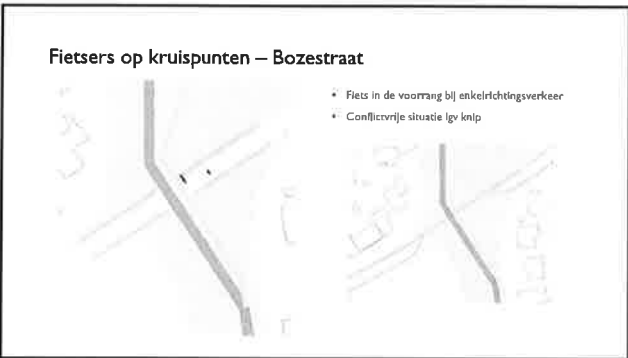 Fietsers op kruispunten – Bozestraat
• Fiets in de voorrang bij enkelrichtingsverkeer
• Conflictvrije situatie igv knip